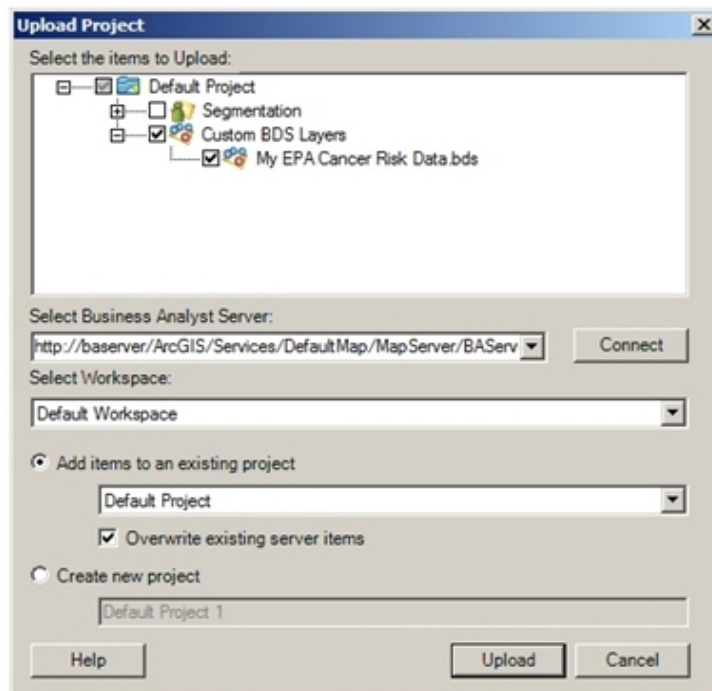 Upload Project
Select the items to Upload:
Default Project
Segmentation
Custom BDS Layers
My EPA Cancer Risk Data.bds
Select Business Analyst Server:
http://baserver/ArcGIS/Services/DefaultMap/MapServer/BAServ
Connect
Select Workspace:
Default Workspace
Add items to an existing project
Default Project
Overwrite existing server items
Create new project
Default Project 1
Help Upload Cancel